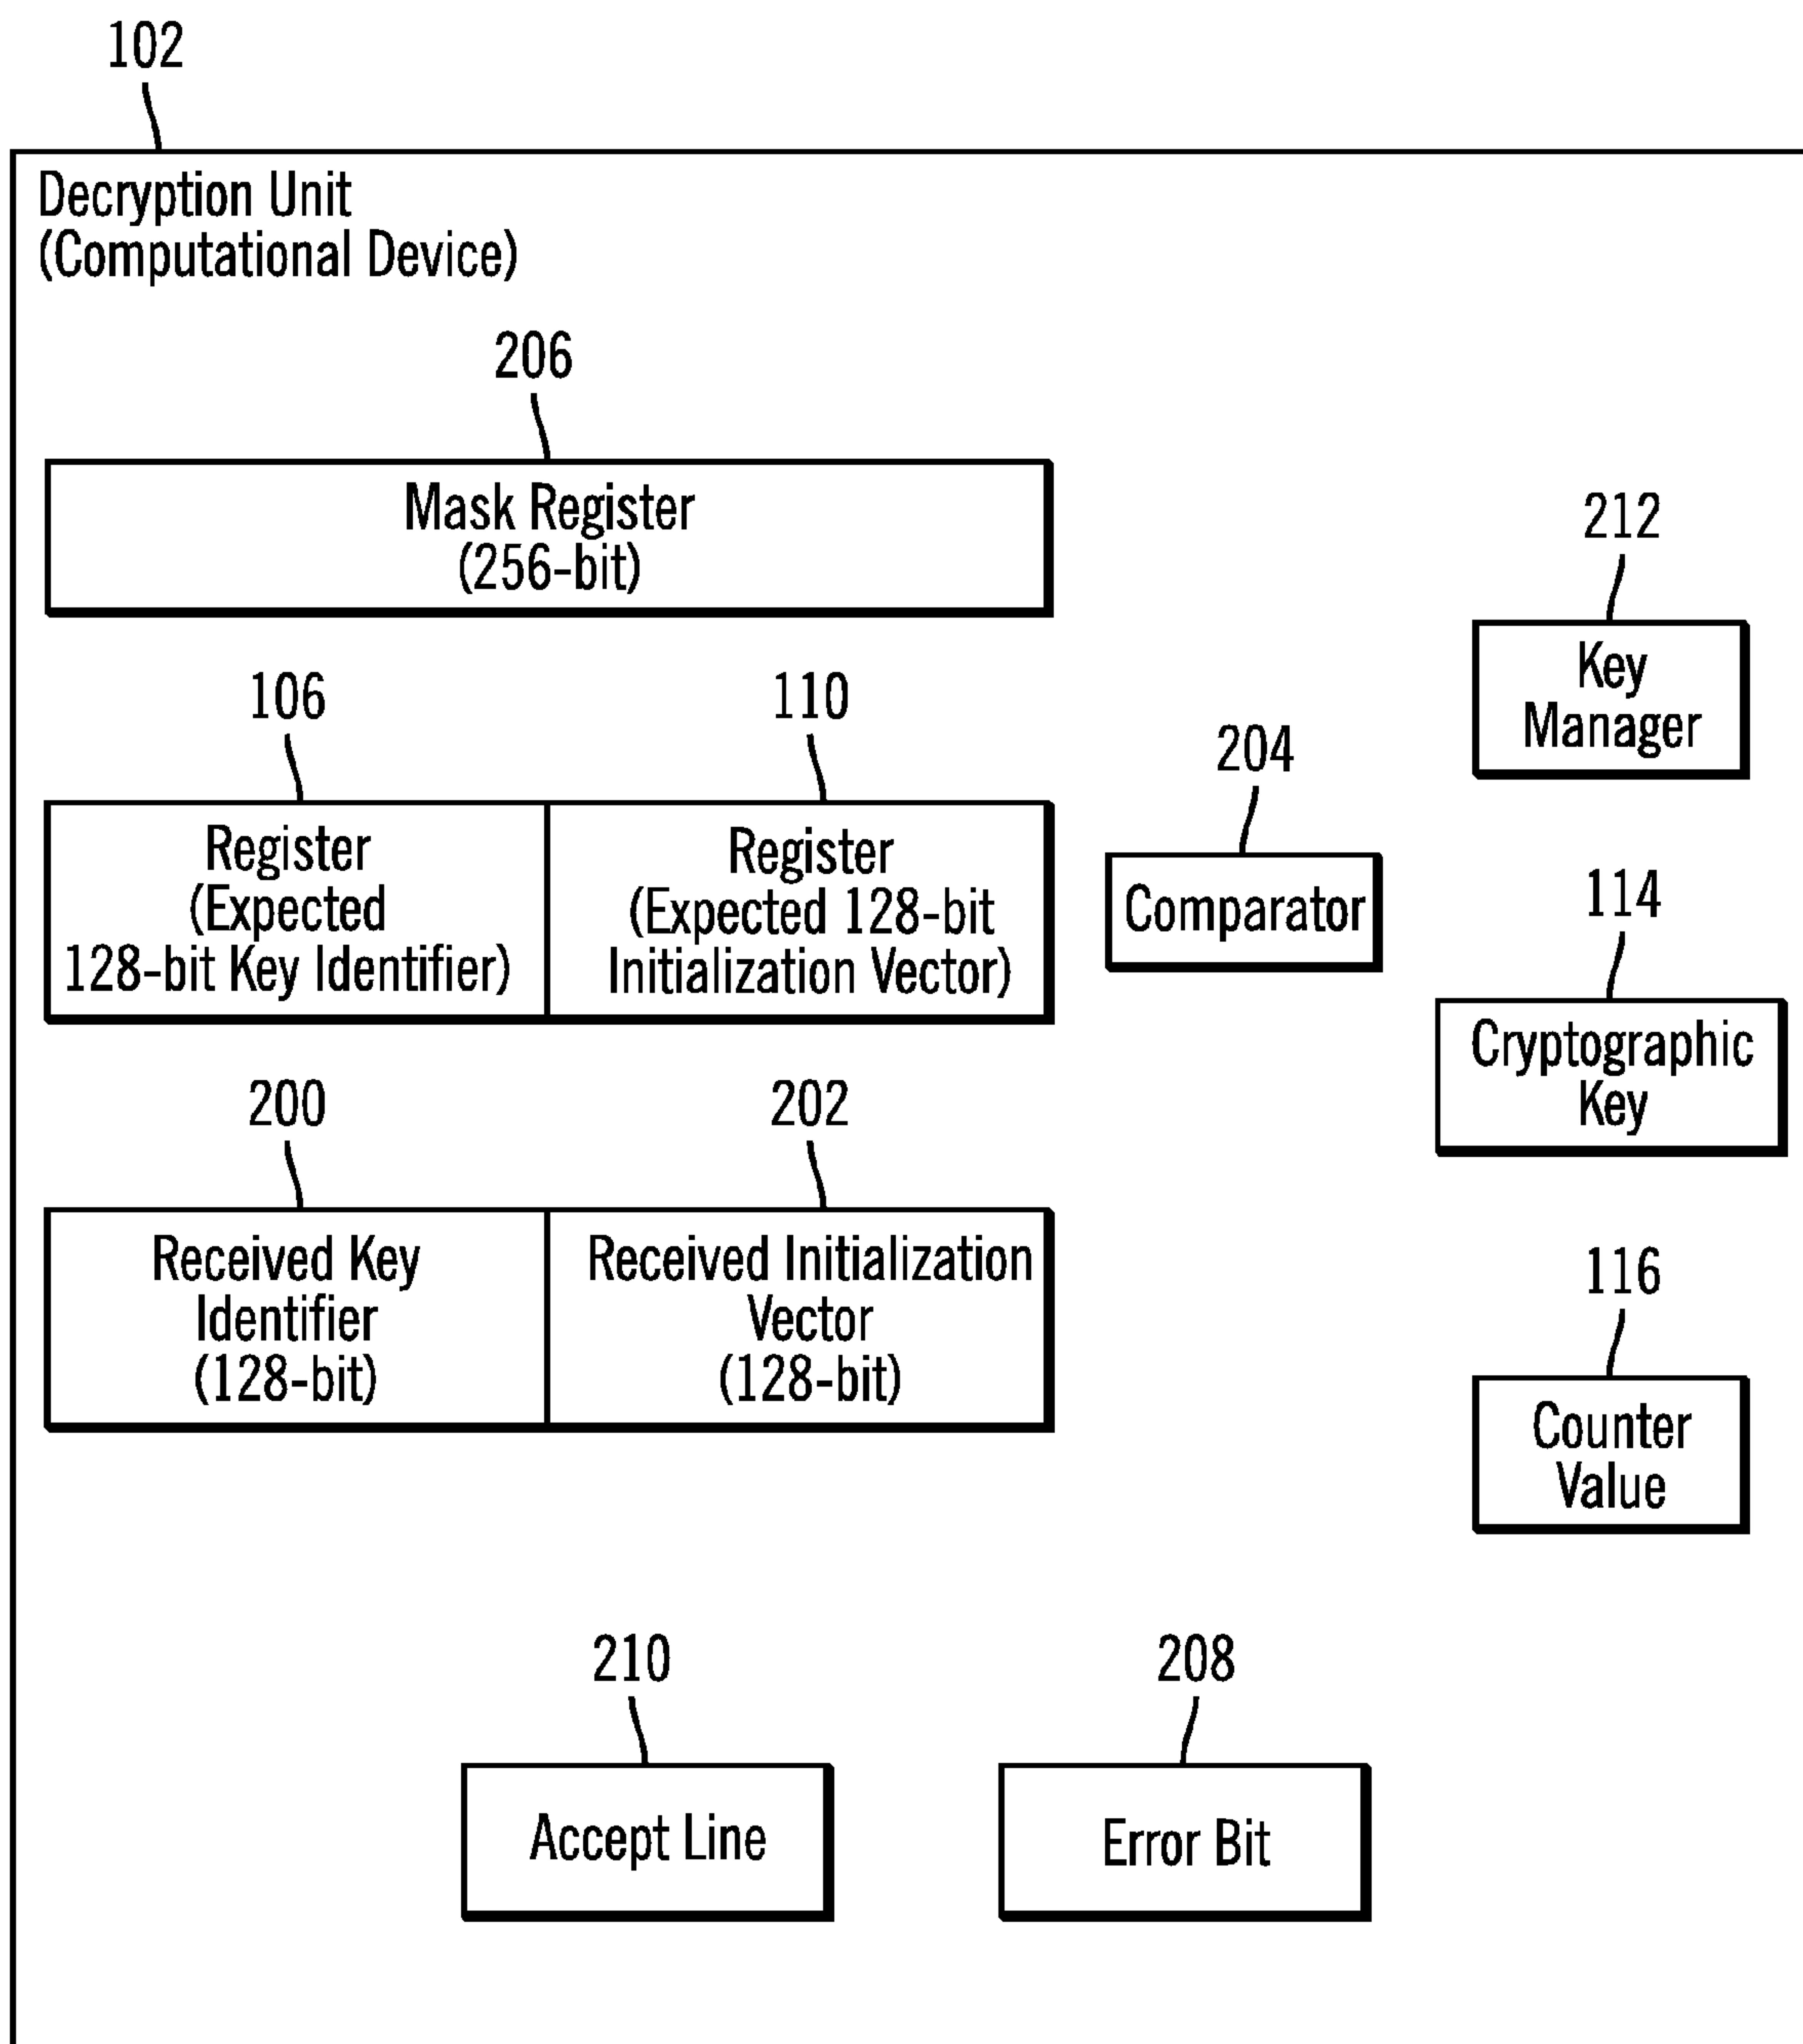 102
Decryption Unit
(Computational Device)
206
Mask Register
(256-bit)
212
Key
Manager
106
110
Register
(Expected
128-bit Key Identifier)
Register
(Expected 128-bit
Initialization Vector)
204
Comparator
114
Cryptographic
Key
200
202
Received Key
Identifier
(128-bit)
Received Initialization
Vector
(128-bit)
116
Counter
Value
210
208
Accept Line
Error Bit